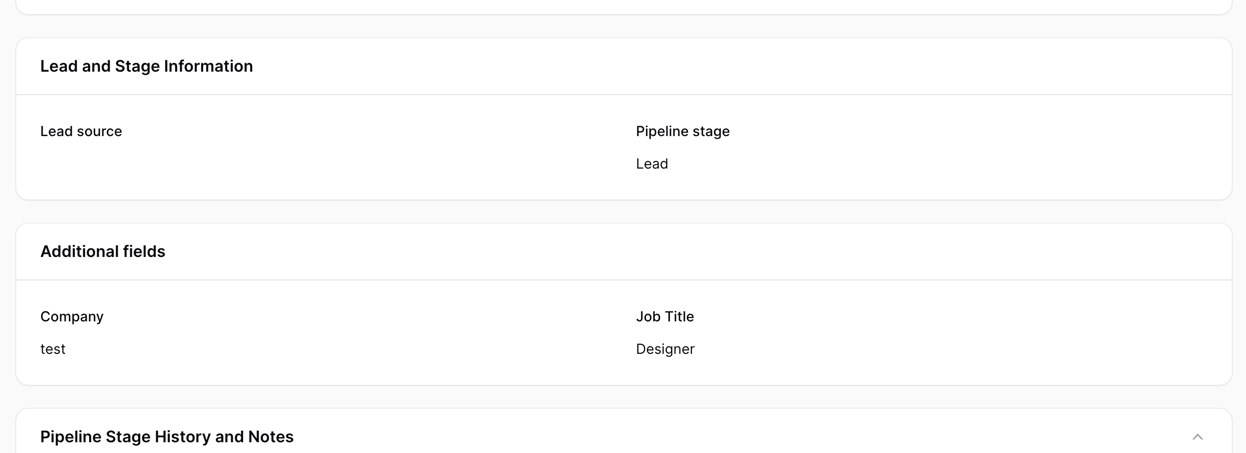 Lead and Stage Information
Lead source
Pipeline stage
Lead
Additional fields
Company
Job Title
test
Designer
Pipeline Stage History and Notes